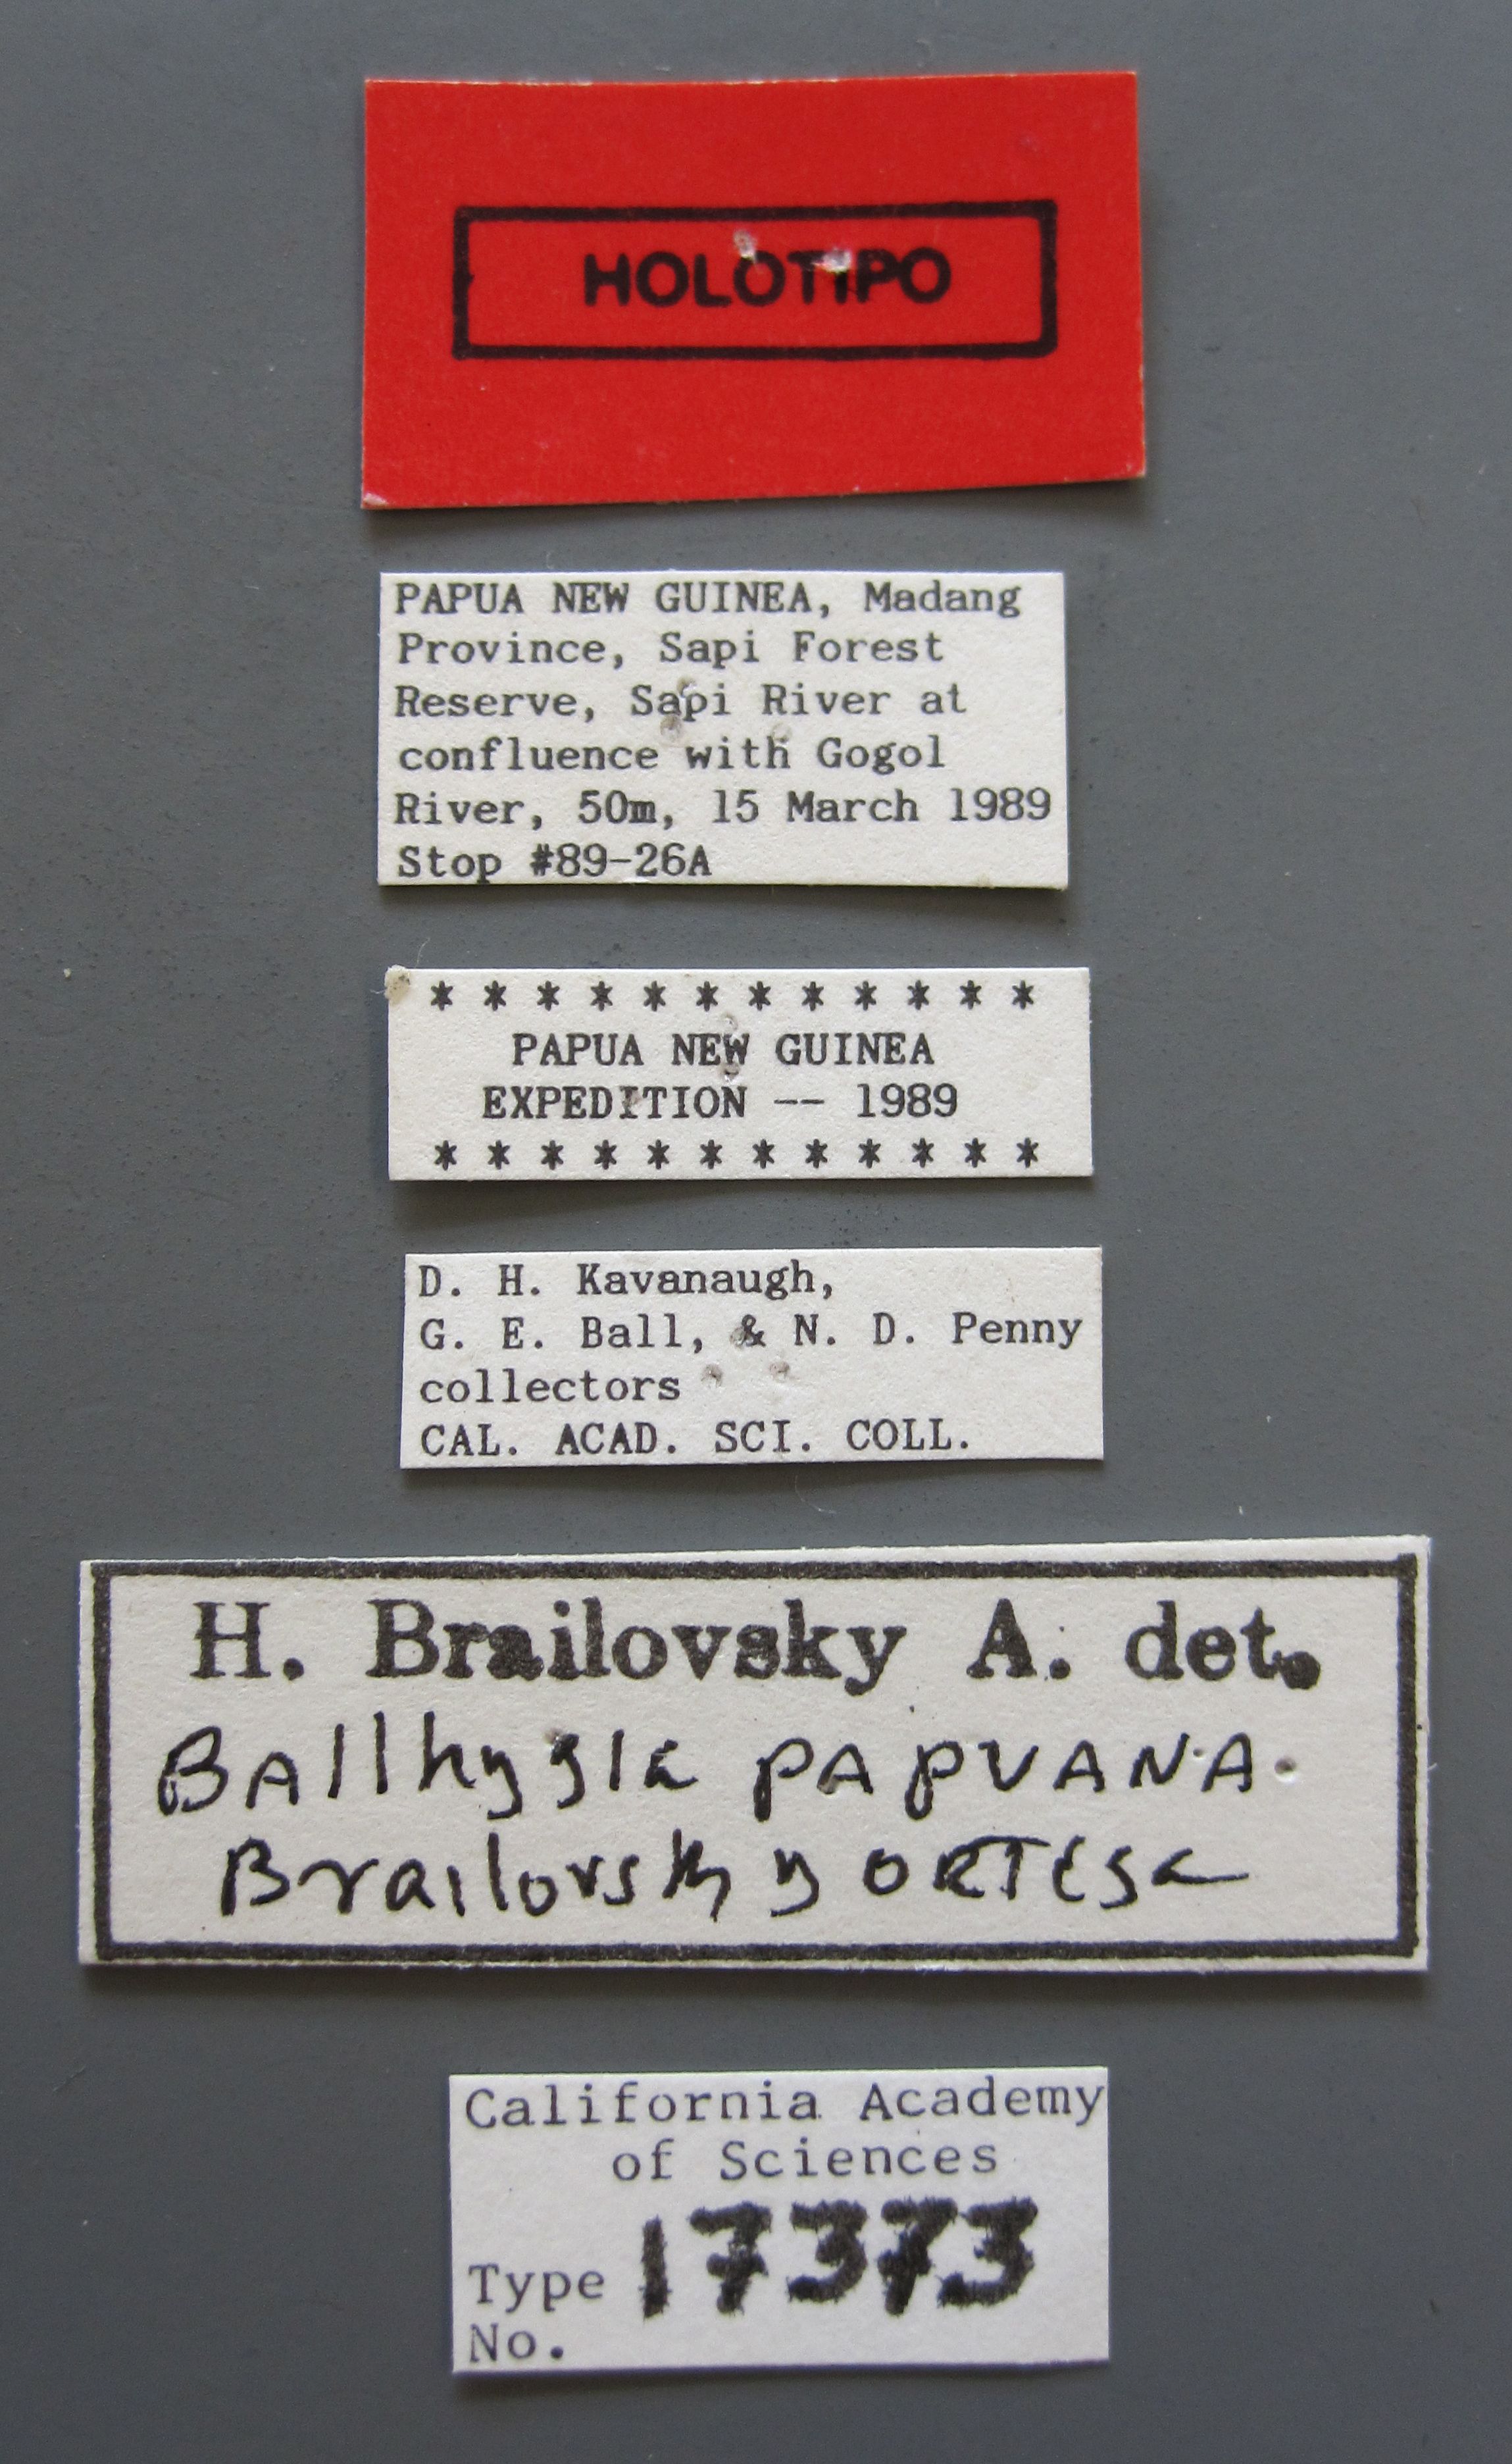 HOLOTIPO
PAPUA NEW GUINEA, Madang
Province, Sapi Forest
Reserve, Sapi River at
confluence with Gogol
River, 50m, 15 March 1989
Stop #89-26A
* * * * * * * * * * * *
PAPUA NEW GUINEA
EXPEDITION -- 1989
* * * * * * * * * * * *
D. H. Kavanaugh,
G. E. Ball, & N. D. Penny
collectors
CAL. ACAD. SCI. COLL.
H. Brailovsky A. det.
BAllhygia PAPUANA.
Brailovsky y ORTEGA
California Academy
of Sciences
Type 17373
No.